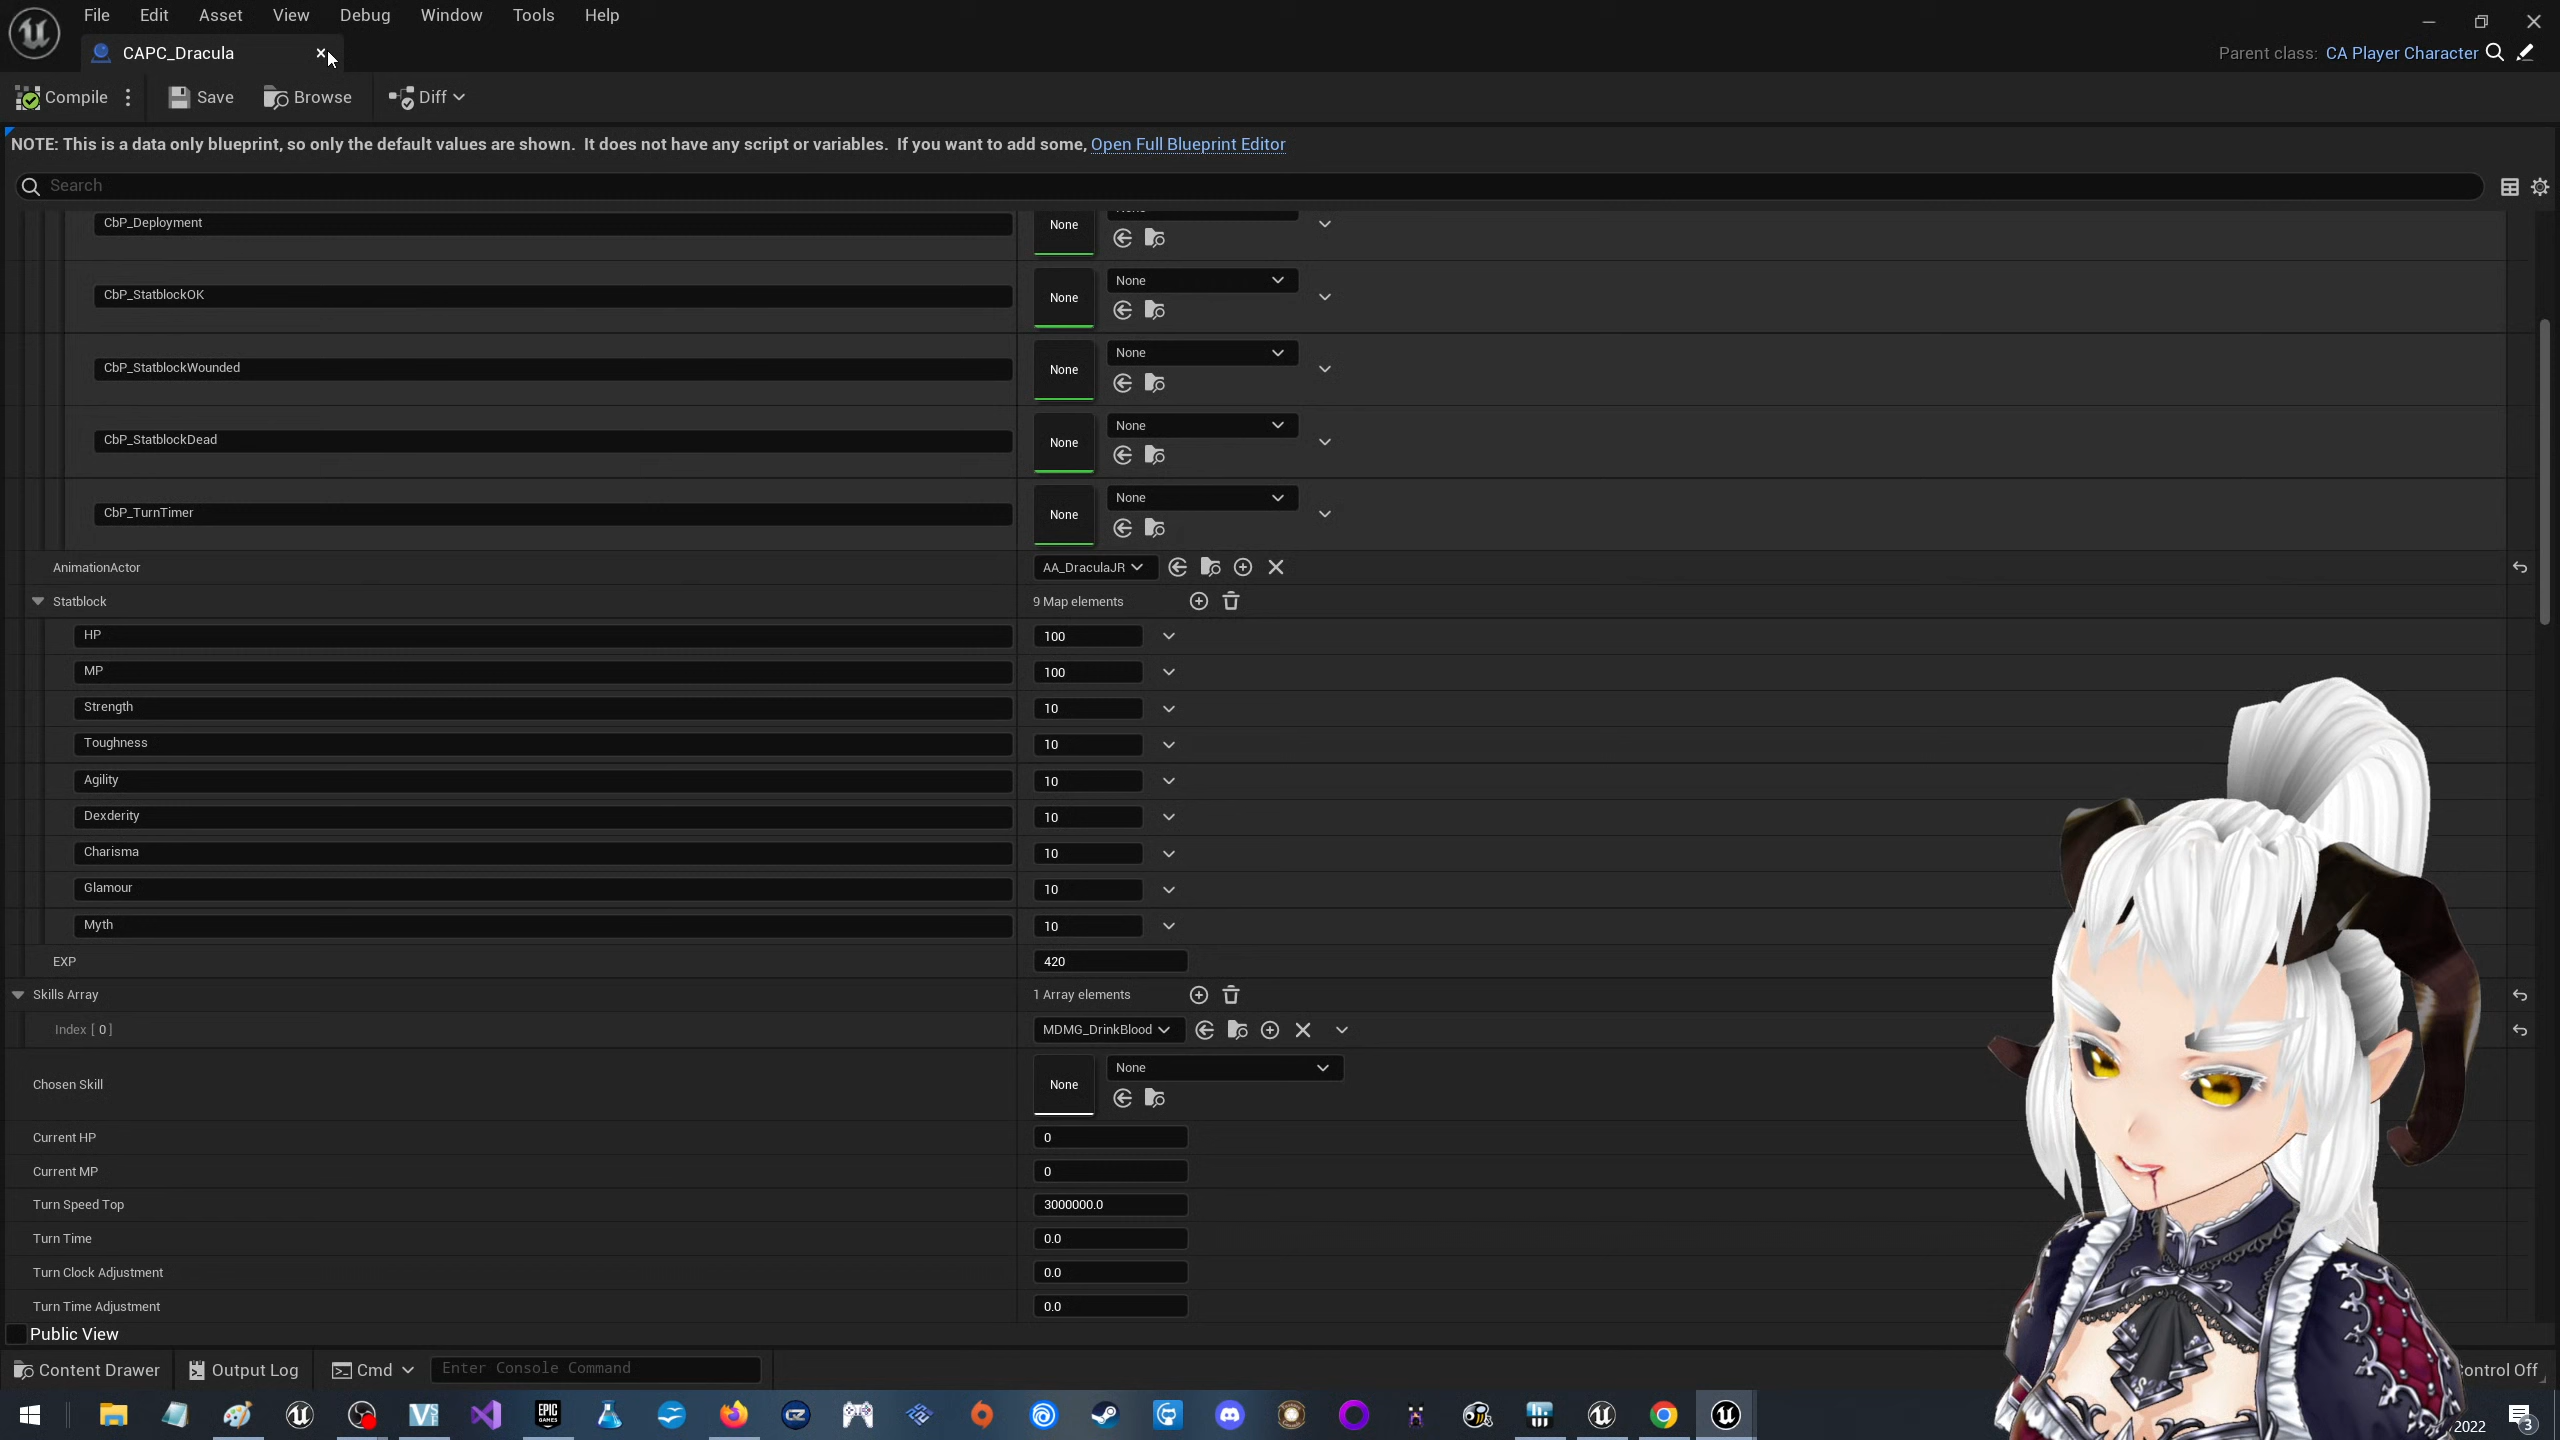 File Edit Asset View Debug Window Tools Help
CAPC_Dracula
Parent class: CA Player Character
Compile Save Browse Diff
NOTE: This is a data only blueprint, so only the default values are shown. It does not have any script or variables. If you want to add some, Open Full Blueprint Editor
Search
CbP_Deployment None
CbP_StatblockOK None None
CbP_StatblockWounded None None
CbP_StatblockDead None None
CbP_TurnTimer None None
AnimationActor AA_DraculaJR
Statblock 9 Map elements
HP 100
MP 100
Strength 10
Toughness 10
Agility 10
Dexderity 10
Charisma 10
Glamour 10
Myth 10
EXP 420
Skills Array 1 Array elements
Index [ 0 ] MDMG_DrinkBlood
Chosen Skill None None
Current HP 0
Current MP 0
Turn Speed Top 3000000.0
Turn Time 0.0
Turn Clock Adjustment 0.0
Turn Time Adjustment 0.0
Public View
Content Drawer Output Log Cmd Enter Console Command ontrol Off
EPIC GAMES
2022 3